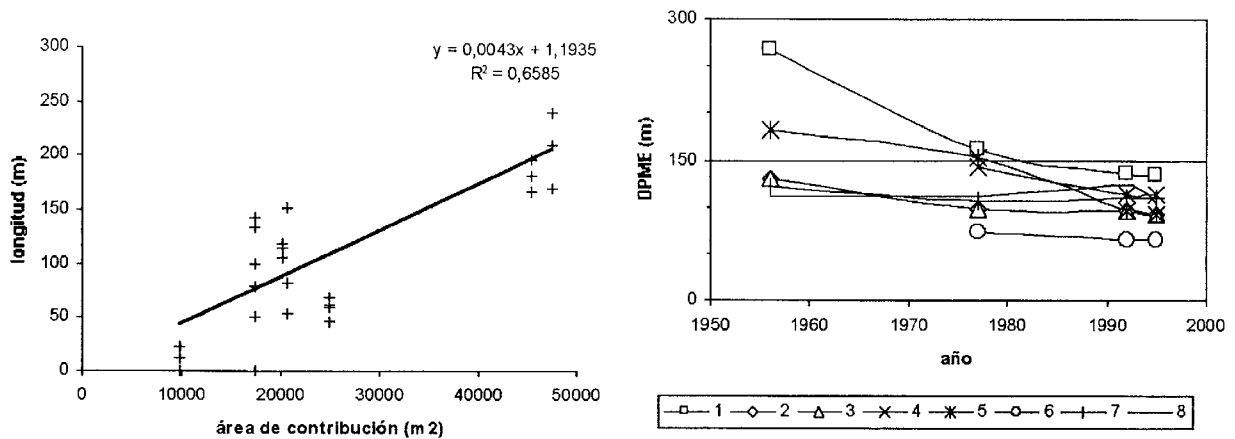 300
250
200
150
100
50
0
longitud (m)
y = 0,0043x + 1,1935
R² = 0,6585
0 10000 20000 30000 40000 50000
área de contribución (m2)
300
150
0
DPME (m)
1950 1960 1970 1980 1990 2000
año
1 2 3 4 5 6 7 8